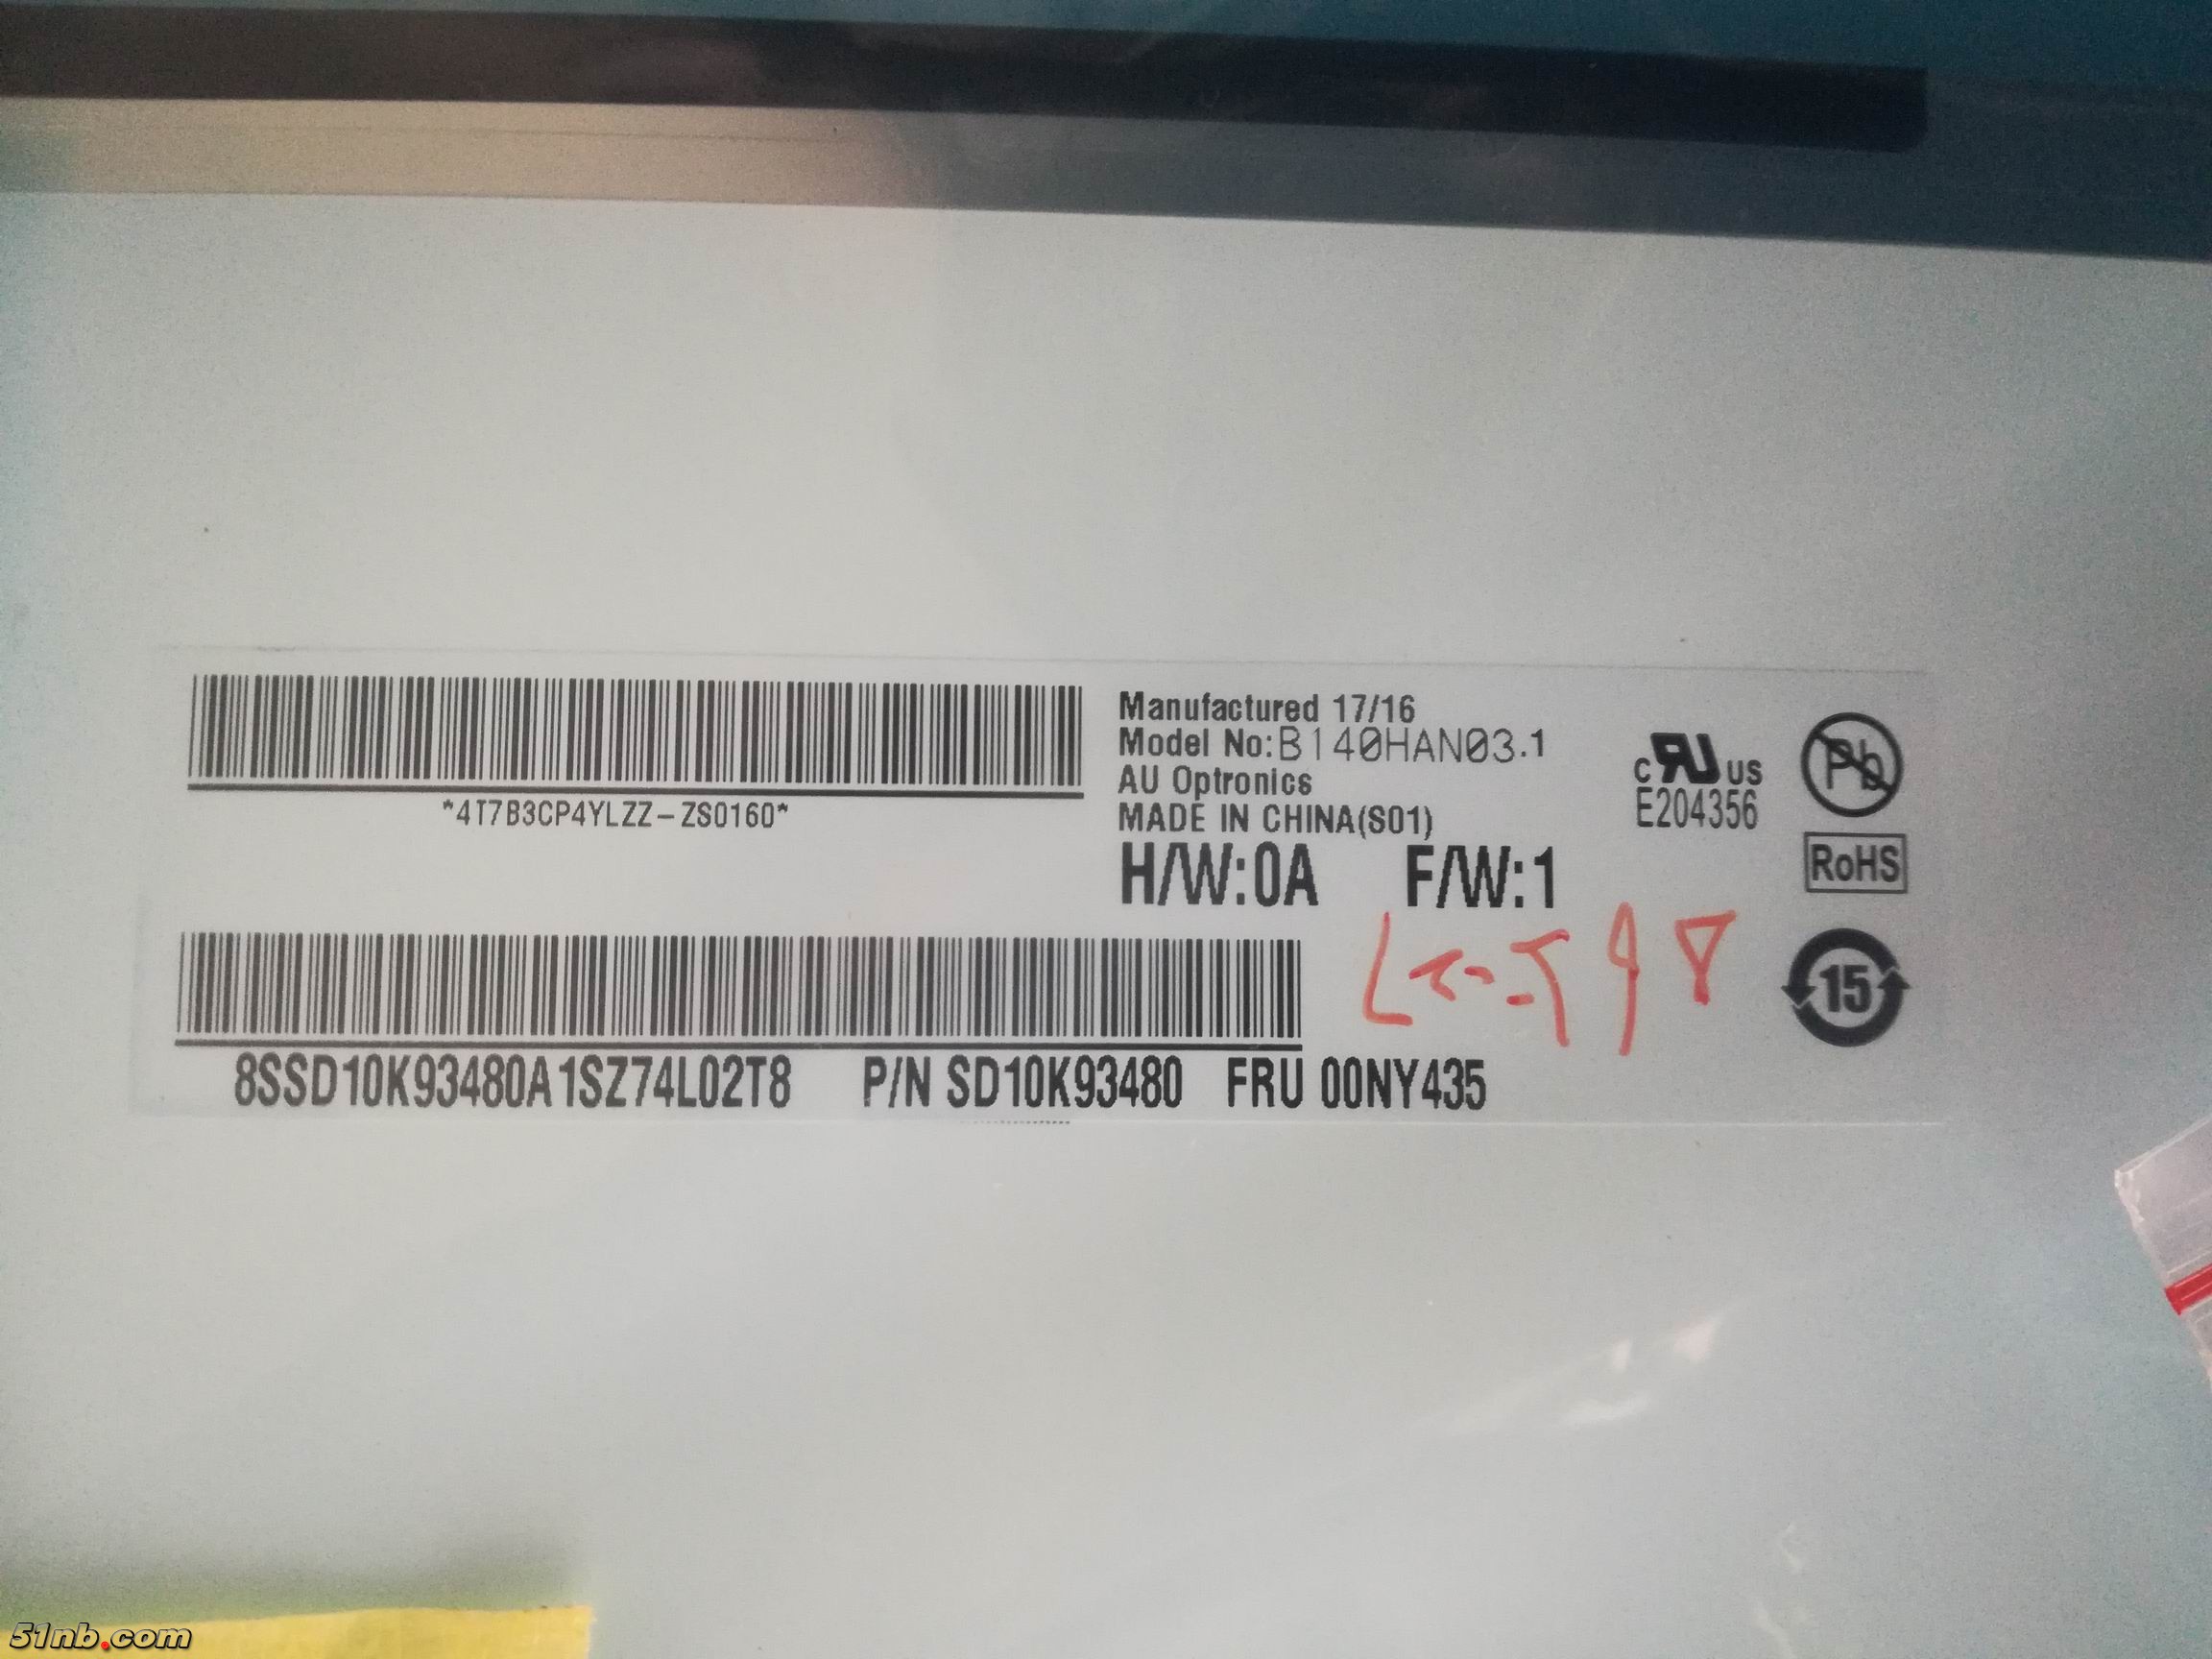 Manufactured 17/16
Model No:B140HAN03.1
AU Optronics
MADE IN CHINA(S01)
H/W:0A F/W:1
*4T7B3CP4YLZZ-ZS0160*
c RU US
E204356
Pb
RoHS
15
8SSD10K93480A1SZ74L02T8 P/N SD10K93480 FRU 00NY435
51nb.com